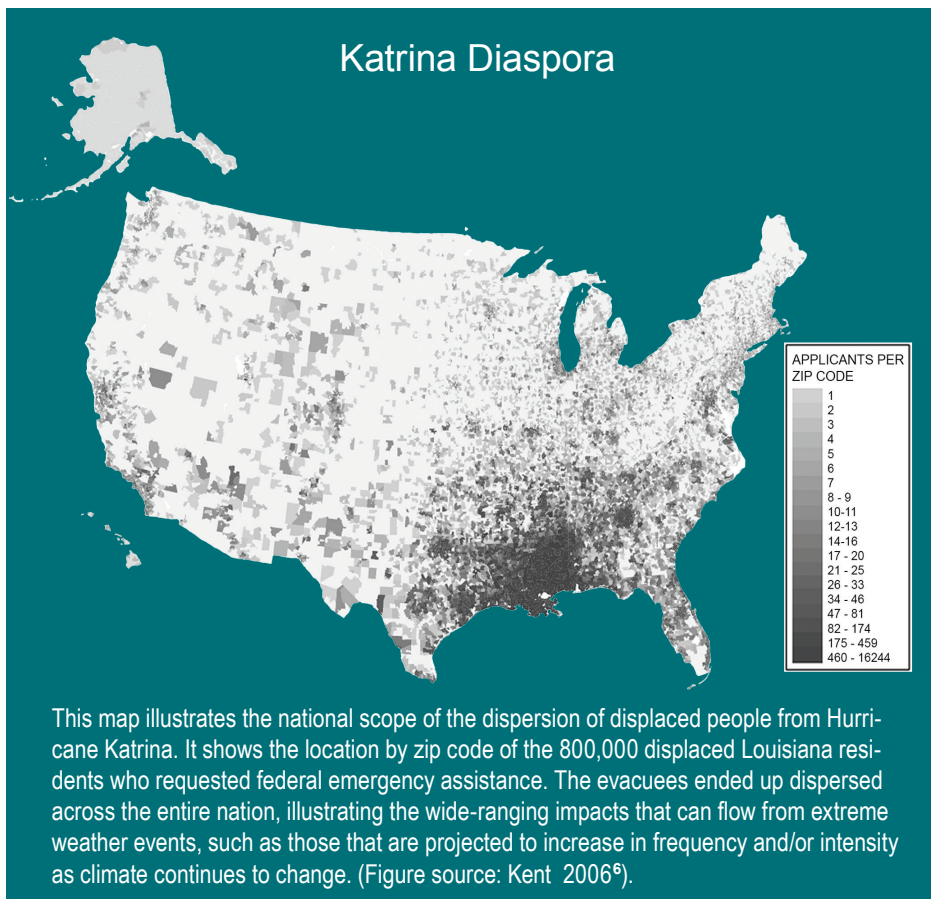 Katrina Diaspora
APPLICANTS PER
ZIP CODE
1
2
3
4
5
6
7
8 - 9
10-11
12-13
14-16
17 - 20
21 - 25
26 - 33
34 - 46
47 - 81
82 - 174
175 - 459
460 - 16244
This map illustrates the national scope of the dispersion of displaced people from Hurri-
cane Katrina. It shows the location by zip code of the 800,000 displaced Louisiana resi-
dents who requested federal emergency assistance. The evacuees ended up dispersed
across the entire nation, illustrating the wide-ranging impacts that can flow from extreme
weather events, such as those that are projected to increase in frequency and/or intensity
as climate continues to change. (Figure source: Kent 2006⁶).